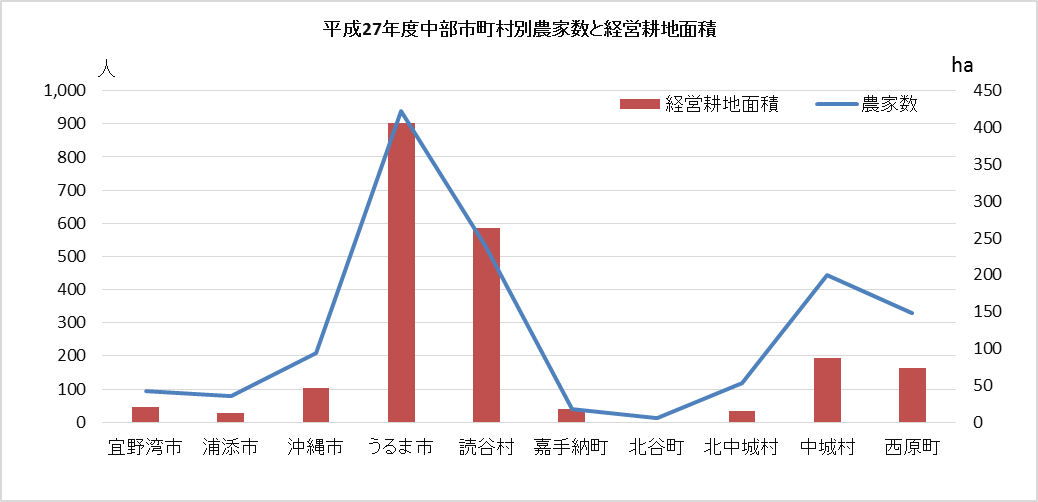 平成27年度中部市町村別農家数と経営耕地面積
人
ha
経営耕地面積 農家数
1,000 450
900 400
800 350
700 300
600 250
500 200
400 150
300 100
200 50
100 0
0
宜野湾市 浦添市 沖縄市 うるま市 読谷村 嘉手納町 北谷町 北中城村 中城村 西原町